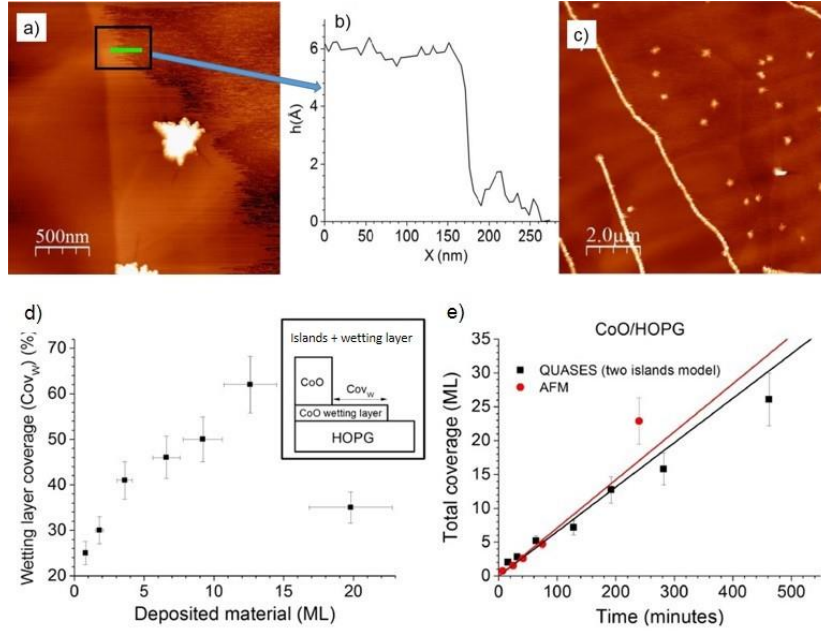 a)
500nm
b)
h(Å)
6
4
2
0
0 50 100 150 200 250
X (nm)
c)
2.0µm
d)
Wetting layer coverage (Cov_W) (%)
70
60
50
40
30
20
0 5 10 15 20
Deposited material (ML)
Islands + wetting layer
CoO
Cov_W
CoO wetting layer
HOPG
e)
CoO/HOPG
QUASES (two islands model)
AFM
Total coverage (ML)
35
30
25
20
15
10
5
0
0 100 200 300 400 500
Time (minutes)